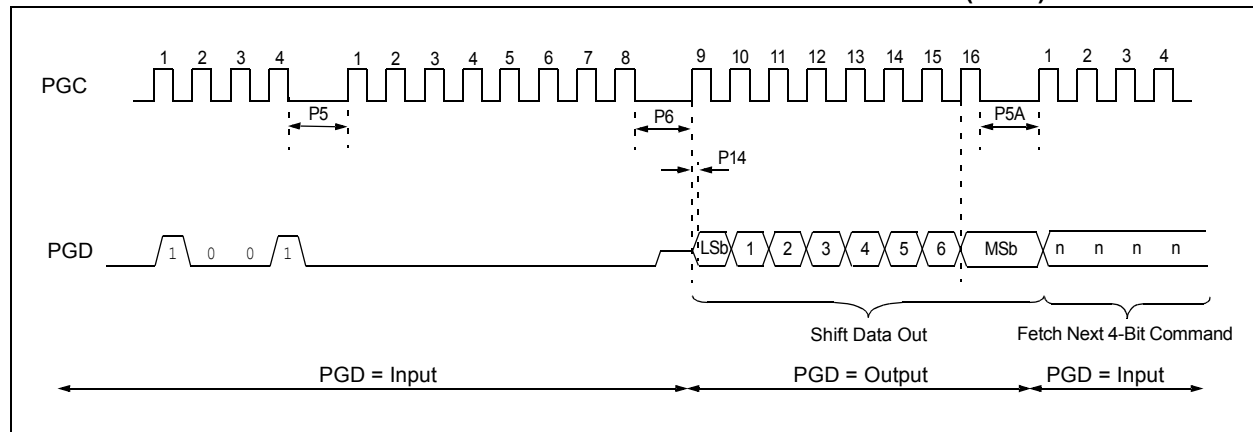 1 2 3 4 1 2 3 4 5 6 7 8 9 10 11 12 13 14 15 16 1 2 3 4
PGC
P5 P6 P5A
P14
PGD 1 0 0 1 LSb 1 2 3 4 5 6 MSb n n n n
Shift Data Out Fetch Next 4-Bit Command
PGD = Input PGD = Output PGD = Input